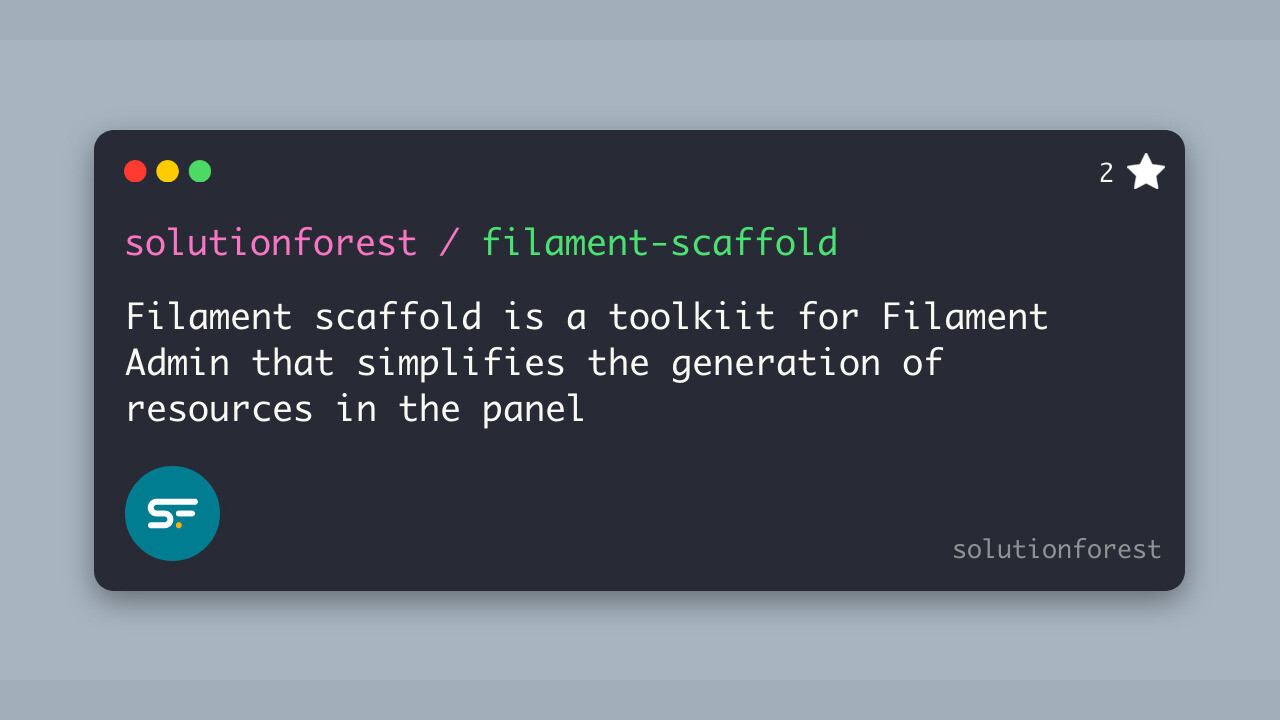 2
solutionforest / filament-scaffold
Filament scaffold is a toolkiit for Filament
Admin that simplifies the generation of
resources in the panel
SF
solutionforest